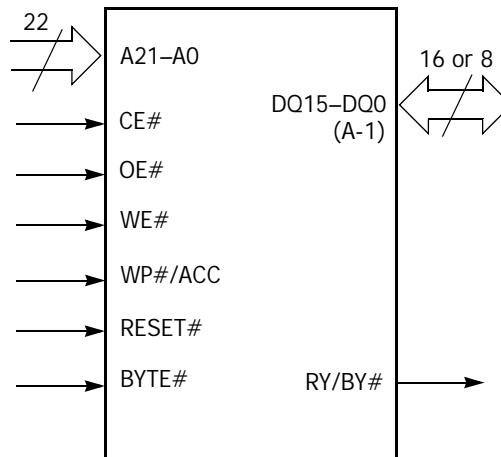 22
A21–A0
16 or 8
DQ15–DQ0
(A-1)
CE#
OE#
WE#
WP#/ACC
RESET#
BYTE#
RY/BY#